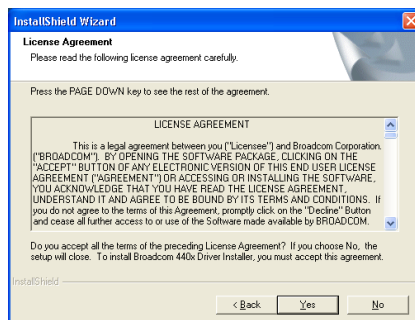 InstallShield Wizard
License Agreement
Please read the following license agreement carefully.
Press the PAGE DOWN key to see the rest of the agreement.
LICENSE AGREEMENT
This is a legal agreement between you ("Licensee") and Broadcom Corporation
("BROADCOM"). BY OPENING THE SOFTWARE PACKAGE, CLICKING ON THE
"ACCEPT" BUTTON OF ANY ELECTRONIC VERSION OF THIS END USER LICENSE
AGREEMENT ("AGREEMENT") OR ACCESSING OR INSTALLING THE SOFTWARE,
YOU ACKNOWLEDGE THAT YOU HAVE READ THE LICENSE AGREEMENT,
UNDERSTAND IT AND AGREE TO BE BOUND BY ITS TERMS AND CONDITIONS. If
you do not agree to the terms of this Agreement, promptly click on the "Decline" Button
and cease all further access to or use of the Software made available by BROADCOM.
Do you accept all the terms of the preceding License Agreement? If you choose No, the
setup will close. To install Broadcom 440x Driver Installer, you must accept this agreement.
InstallShield
< Back
Yes
No